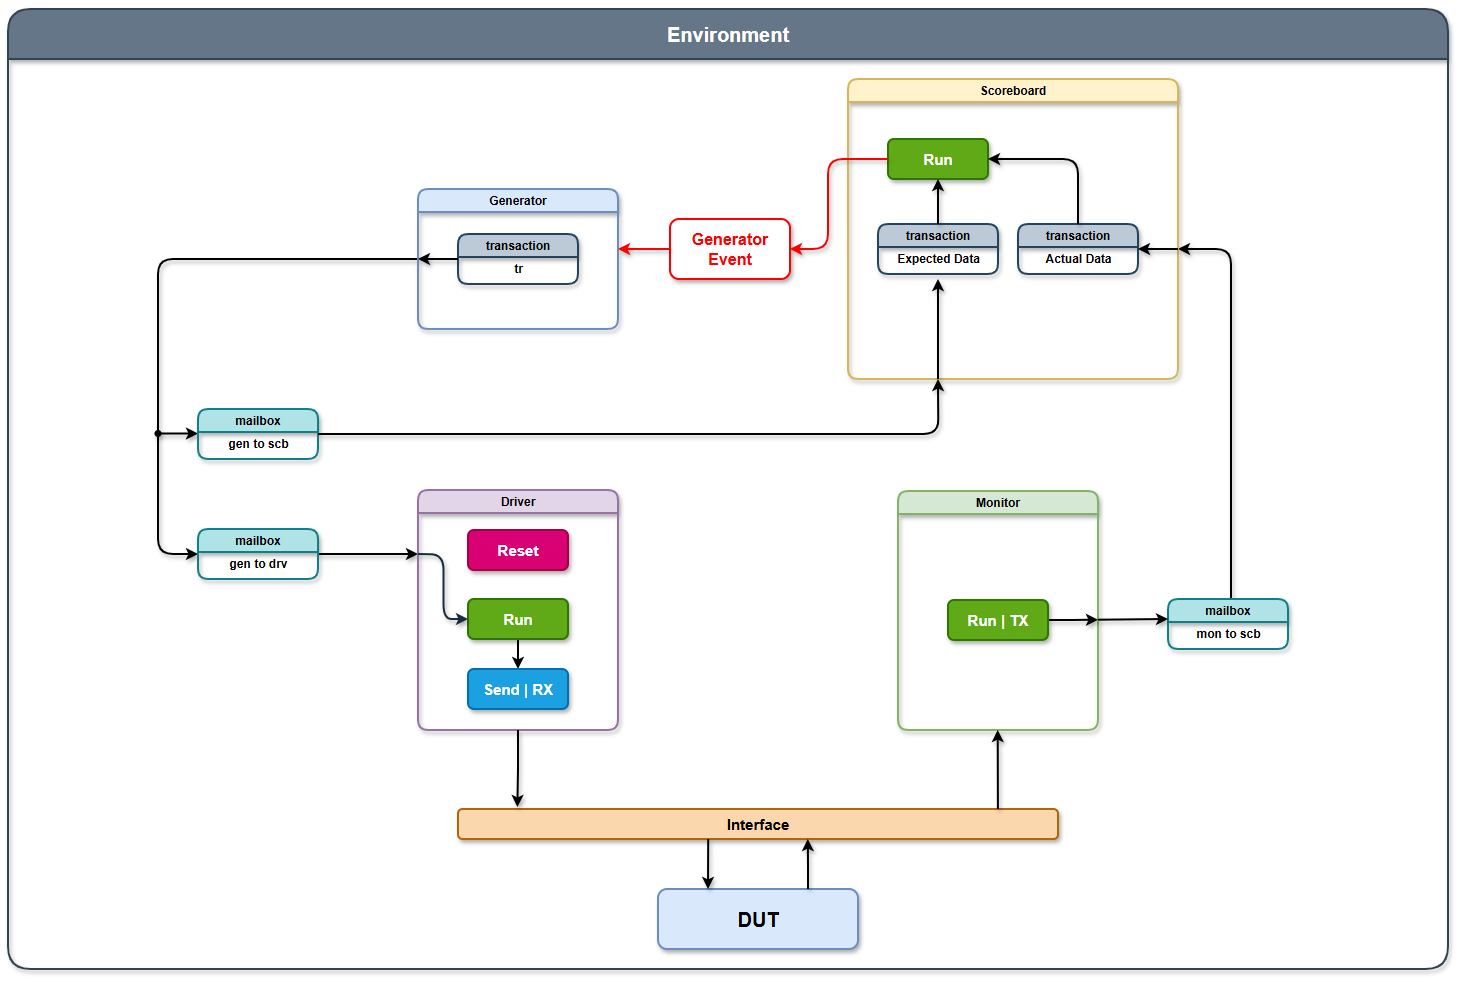 Environment
Scoreboard
Run
transaction
Expected Data
transaction
Actual Data
Generator
transaction
tr
Generator
Event
mailbox
gen to scb
mailbox
gen to drv
Driver
Reset
Run
Send | RX
Monitor
Run | TX
mailbox
mon to scb
Interface
DUT